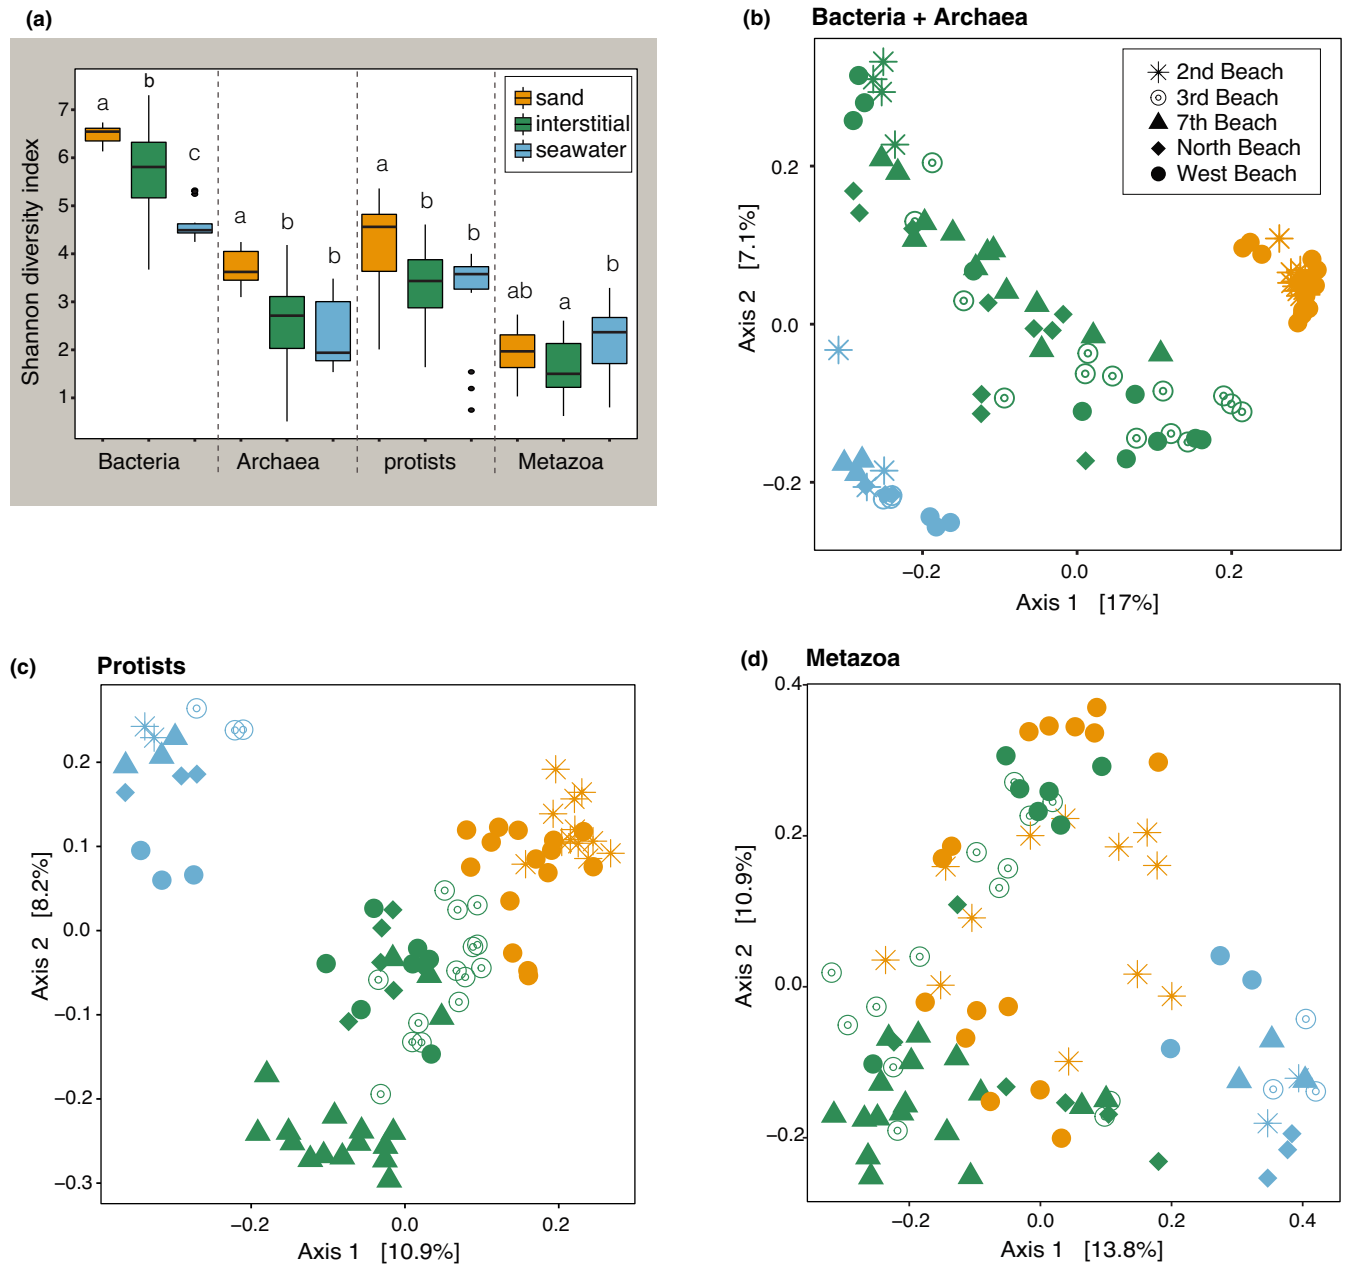 (a)
Shannon diversity index
7
6
5
4
3
2
1
a
b
c
a
b
b
a
b
b
ab
a
b
sand
interstitial
seawater
Bacteria
Archaea
protists
Metazoa
(b) Bacteria + Archaea
2nd Beach
3rd Beach
7th Beach
North Beach
West Beach
Axis 2 [7.1%]
0.2
0.0
−0.2
−0.2
0.0
0.2
Axis 1 [17%]
(c) Protists
Axis 2 [8.2%]
0.2
0.1
0.0
−0.1
−0.2
−0.3
−0.2
0.0
0.2
Axis 1 [10.9%]
(d) Metazoa
Axis 2 [10.9%]
0.4
0.2
0.0
−0.2
−0.2
0.0
0.2
0.4
Axis 1 [13.8%]